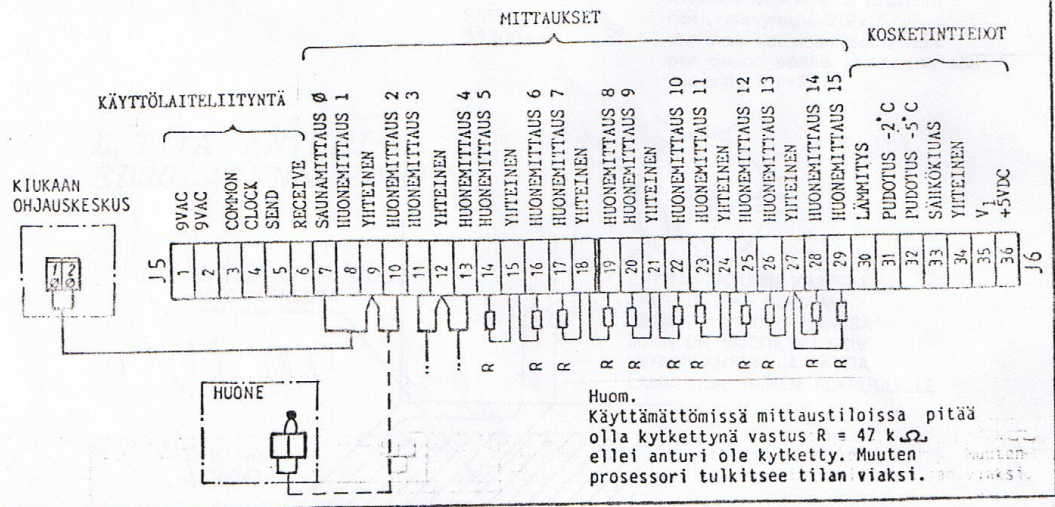 MITTAUKSET
KOSKETINTIEDOT
KÄYTTÖLAITELIITYNTÄ
KIUKAAN
OHJAUSKESKUS
9VAC
9VAC
COMMON
CLOCK
SEND
RECEIVE
SAUNAMITTAUS Ø
HUONEMITTAUS 1
YHTEINEN
HUONEMITTAUS 2
HUONEMITTAUS 3
YHTEINEN
HUONEMITTAUS 4
HUONEMITTAUS 5
YHTEINEN
HUONEMITTAUS 6
HUONEMITTAUS 7
YHTEINEN
HUONEMITTAUS 8
HUONEMITTAUS 9
YHTEINEN
HUONEMITTAUS 10
HUONEMITTAUS 11
YHTEINEN
HUONEMITTAUS 12
HUONEMITTAUS 13
YHTEINEN
HUONEMITTAUS 14
HUONEMITTAUS 15
LÄMMITYS
PUDOTUS -2°C
PUDOTUS -5°C
SÄHKÖKIUAS
YHTEINEN
V1
+5VDC
J5 1 2 3 4 5 6 7 8 9 10 11 12 13 14 15 16 17 18 19 20 21 22 23 24 25 26 27 28 29 30 31 32 33 34 35 36 J6
1 2
R R R R R R R R R R R
HUONE
Huom.
Käyttämättömissä mittaustiloissa pitää
olla kytkettynä vastus R = 47 kΩ
ellei anturi ole kytketty. Muuten
prosessori tulkitsee tilan viaksi.